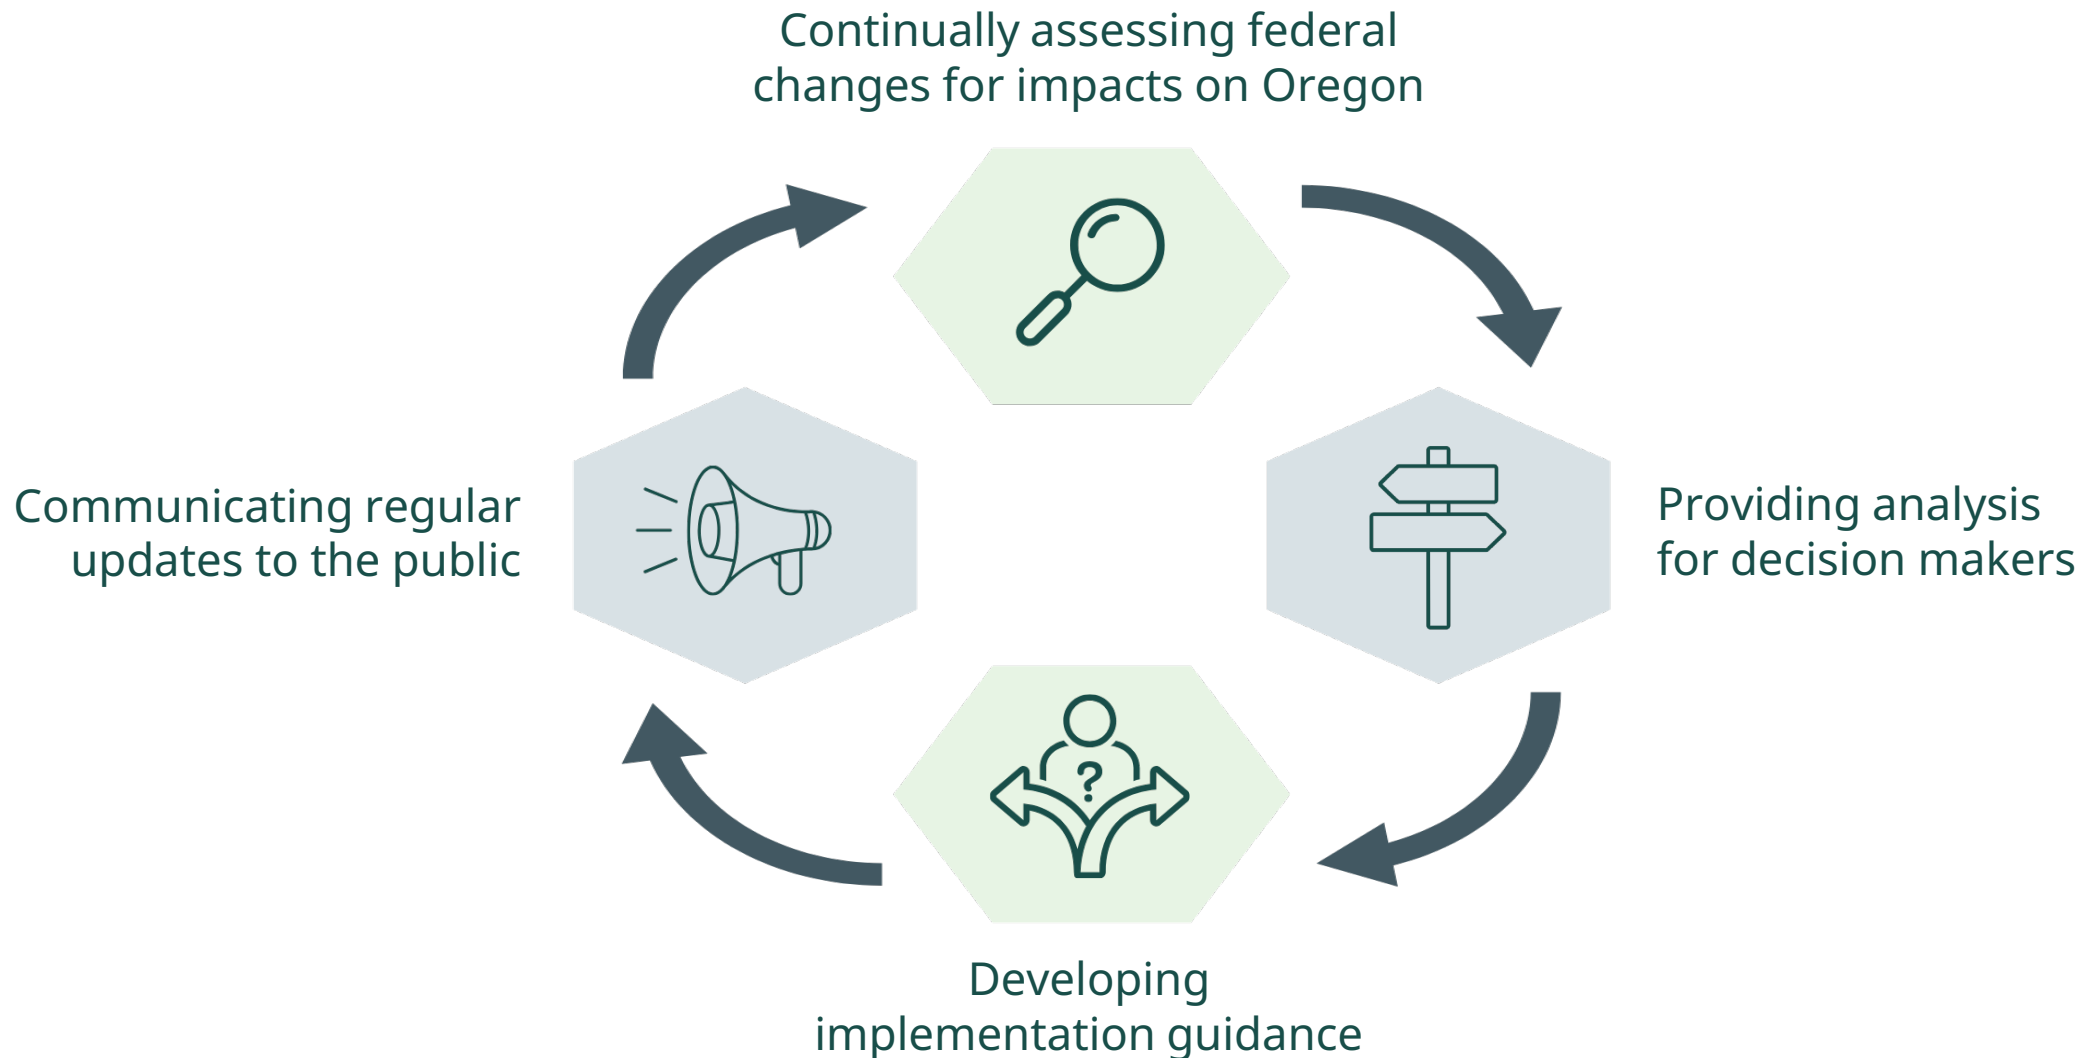 Continually assessing federal
changes for impacts on Oregon
Providing analysis
for decision makers
Developing
implementation guidance
Communicating regular
updates to the public
?